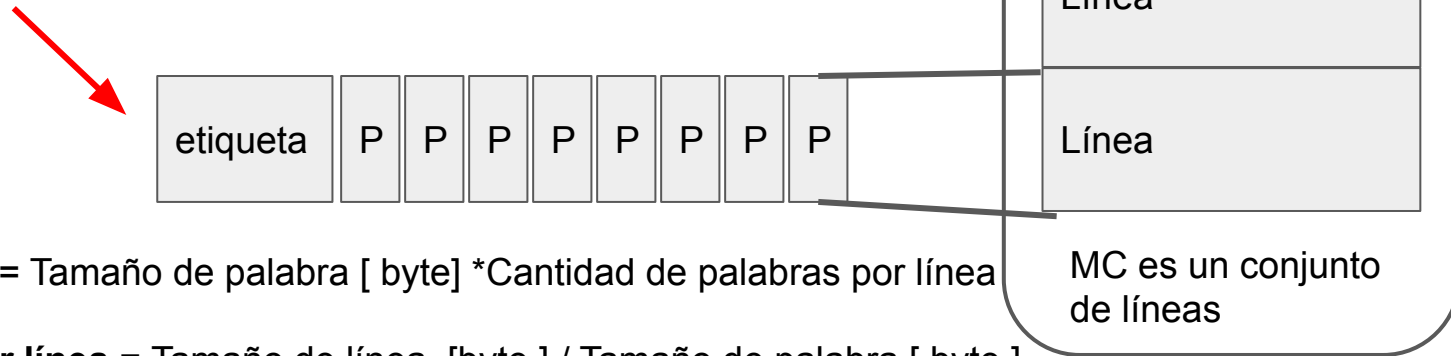 Línea
etiqueta P P P P P P P P
Línea
= Tamaño de palabra [ byte] *Cantidad de palabras por línea
MC es un conjunto
de líneas
r línea = Tamaño de línea [byte ] / Tamaño de palabra [ byte ]